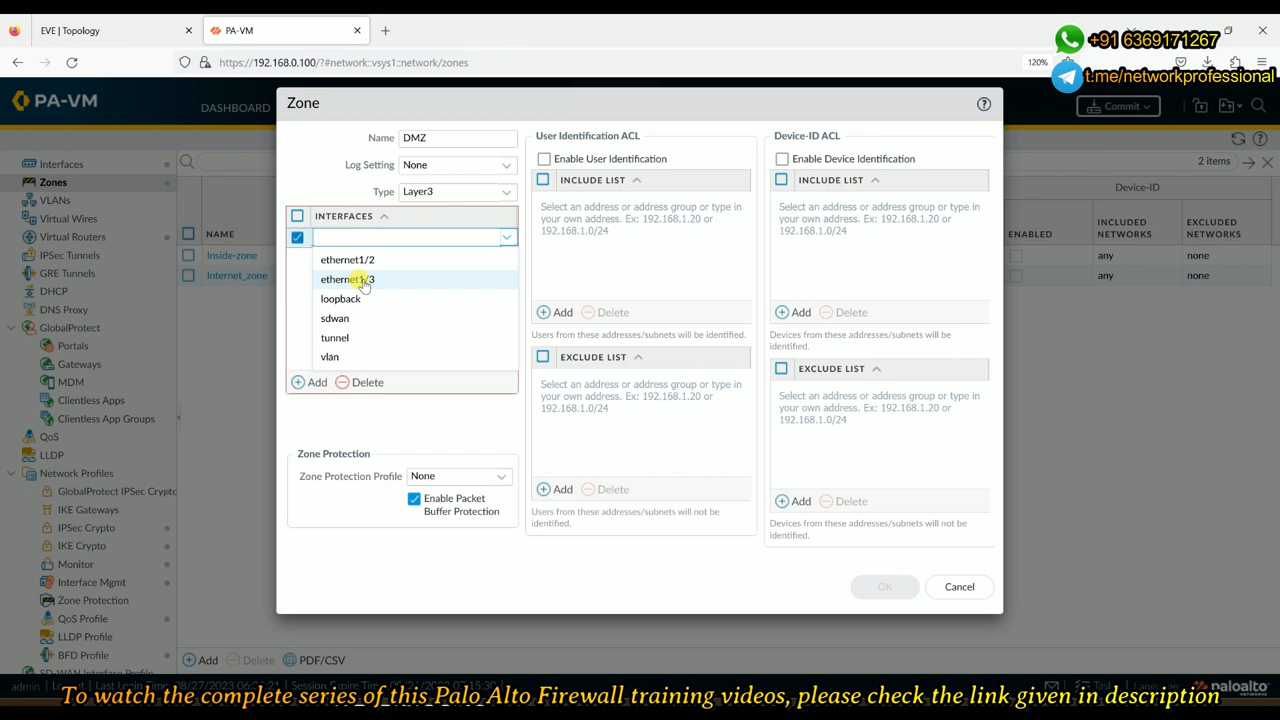 EVE | Topology
PA-VM
https://192.168.0.100/?#network::vsys1::network/zones
120%
+91 6369171267
t.me/networkprofessional
PA-VM
DASHBOARD
Commit
Interfaces
Zones
VLANs
Virtual Wires
Virtual Routers
IPSec Tunnels
GRE Tunnels
DHCP
DNS Proxy
GlobalProtect
Portals
Gateways
MDM
Clientless Apps
Clientless App Groups
QoS
LLDP
Network Profiles
GlobalProtect IPSec Crypto
IKE Gateways
IPSec Crypto
IKE Crypto
Monitor
Interface Mgmt
Zone Protection
QoS Profile
LLDP Profile
BFD Profile
SD-WAN Interface Profile
2 items
NAME
Inside-zone
Internet_zone
Device-ID
ENABLED
INCLUDED NETWORKS
EXCLUDED NETWORKS
any
none
any
none
Zone
Name
DMZ
Log Setting
None
Type
Layer3
INTERFACES
ethernet1/2
ethernet1/3
loopback
sdwan
tunnel
vlan
Add
Delete
Zone Protection
Zone Protection Profile
None
Enable Packet
Buffer Protection
User Identification ACL
Enable User Identification
INCLUDE LIST
Select an address or address group or type in
your own address. Ex: 192.168.1.20 or
192.168.1.0/24
Add
Delete
Users from these addresses/subnets will be identified.
EXCLUDE LIST
Select an address or address group or type in
your own address. Ex: 192.168.1.20 or
192.168.1.0/24
Add
Delete
Users from these addresses/subnets will not be
identified.
Device-ID ACL
Enable Device Identification
INCLUDE LIST
Select an address or address group or type in
your own address. Ex: 192.168.1.20 or
192.168.1.0/24
Add
Delete
Devices from these addresses/subnets will be
identified.
EXCLUDE LIST
Select an address or address group or type in
your own address. Ex: 192.168.1.20 or
192.168.1.0/24
Add
Delete
Devices from these addresses/subnets will not be
identified.
OK
Cancel
Add
Delete
PDF/CSV
admin
paloalto
To watch the complete series of this Palo Alto Firewall training videos, please check the link given in description